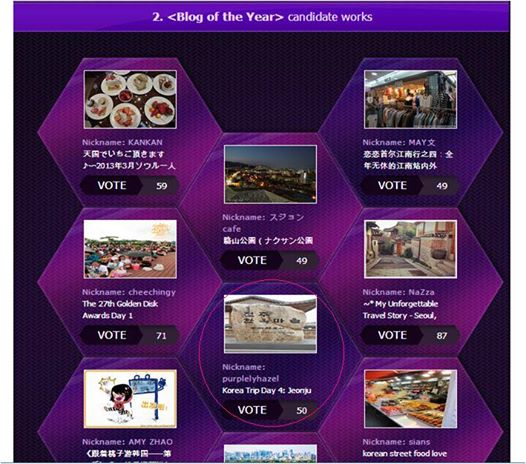 2. <Blog of the Year> candidate works
Nickname: KANKAN
天国でいちご頂きます
♪~2013年3月ソウル一人
VOTE 59
Nickname: MAY文
恋恋首尔江南行之四：全
年无休的江南站内外
VOTE 49
Nickname: スジョン
cafe
駱山公園 ( ナクサン公園
VOTE 49
Nickname: cheechingy
The 27th Golden Disk
Awards Day 1
VOTE 71
Nickname: NaZza
~* My Unforgettable
Travel Story - Seoul,
VOTE 87
Nickname:
purplelyhazel
Korea Trip Day 4: Jeonju
VOTE 50
Nickname: AMY ZHAO
《跟着桃子游韩国——第
Nickname: sians
korean street food love